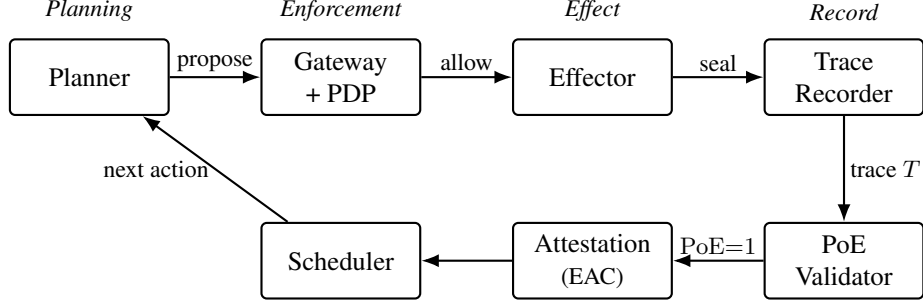 Planning
Enforcement
Effect
Record
Planner
propose
Gateway
+ PDP
allow
Effector
seal
Trace
Recorder
next action
trace T
Scheduler
Attestation
(EAC)
PoE=1
PoE
Validator